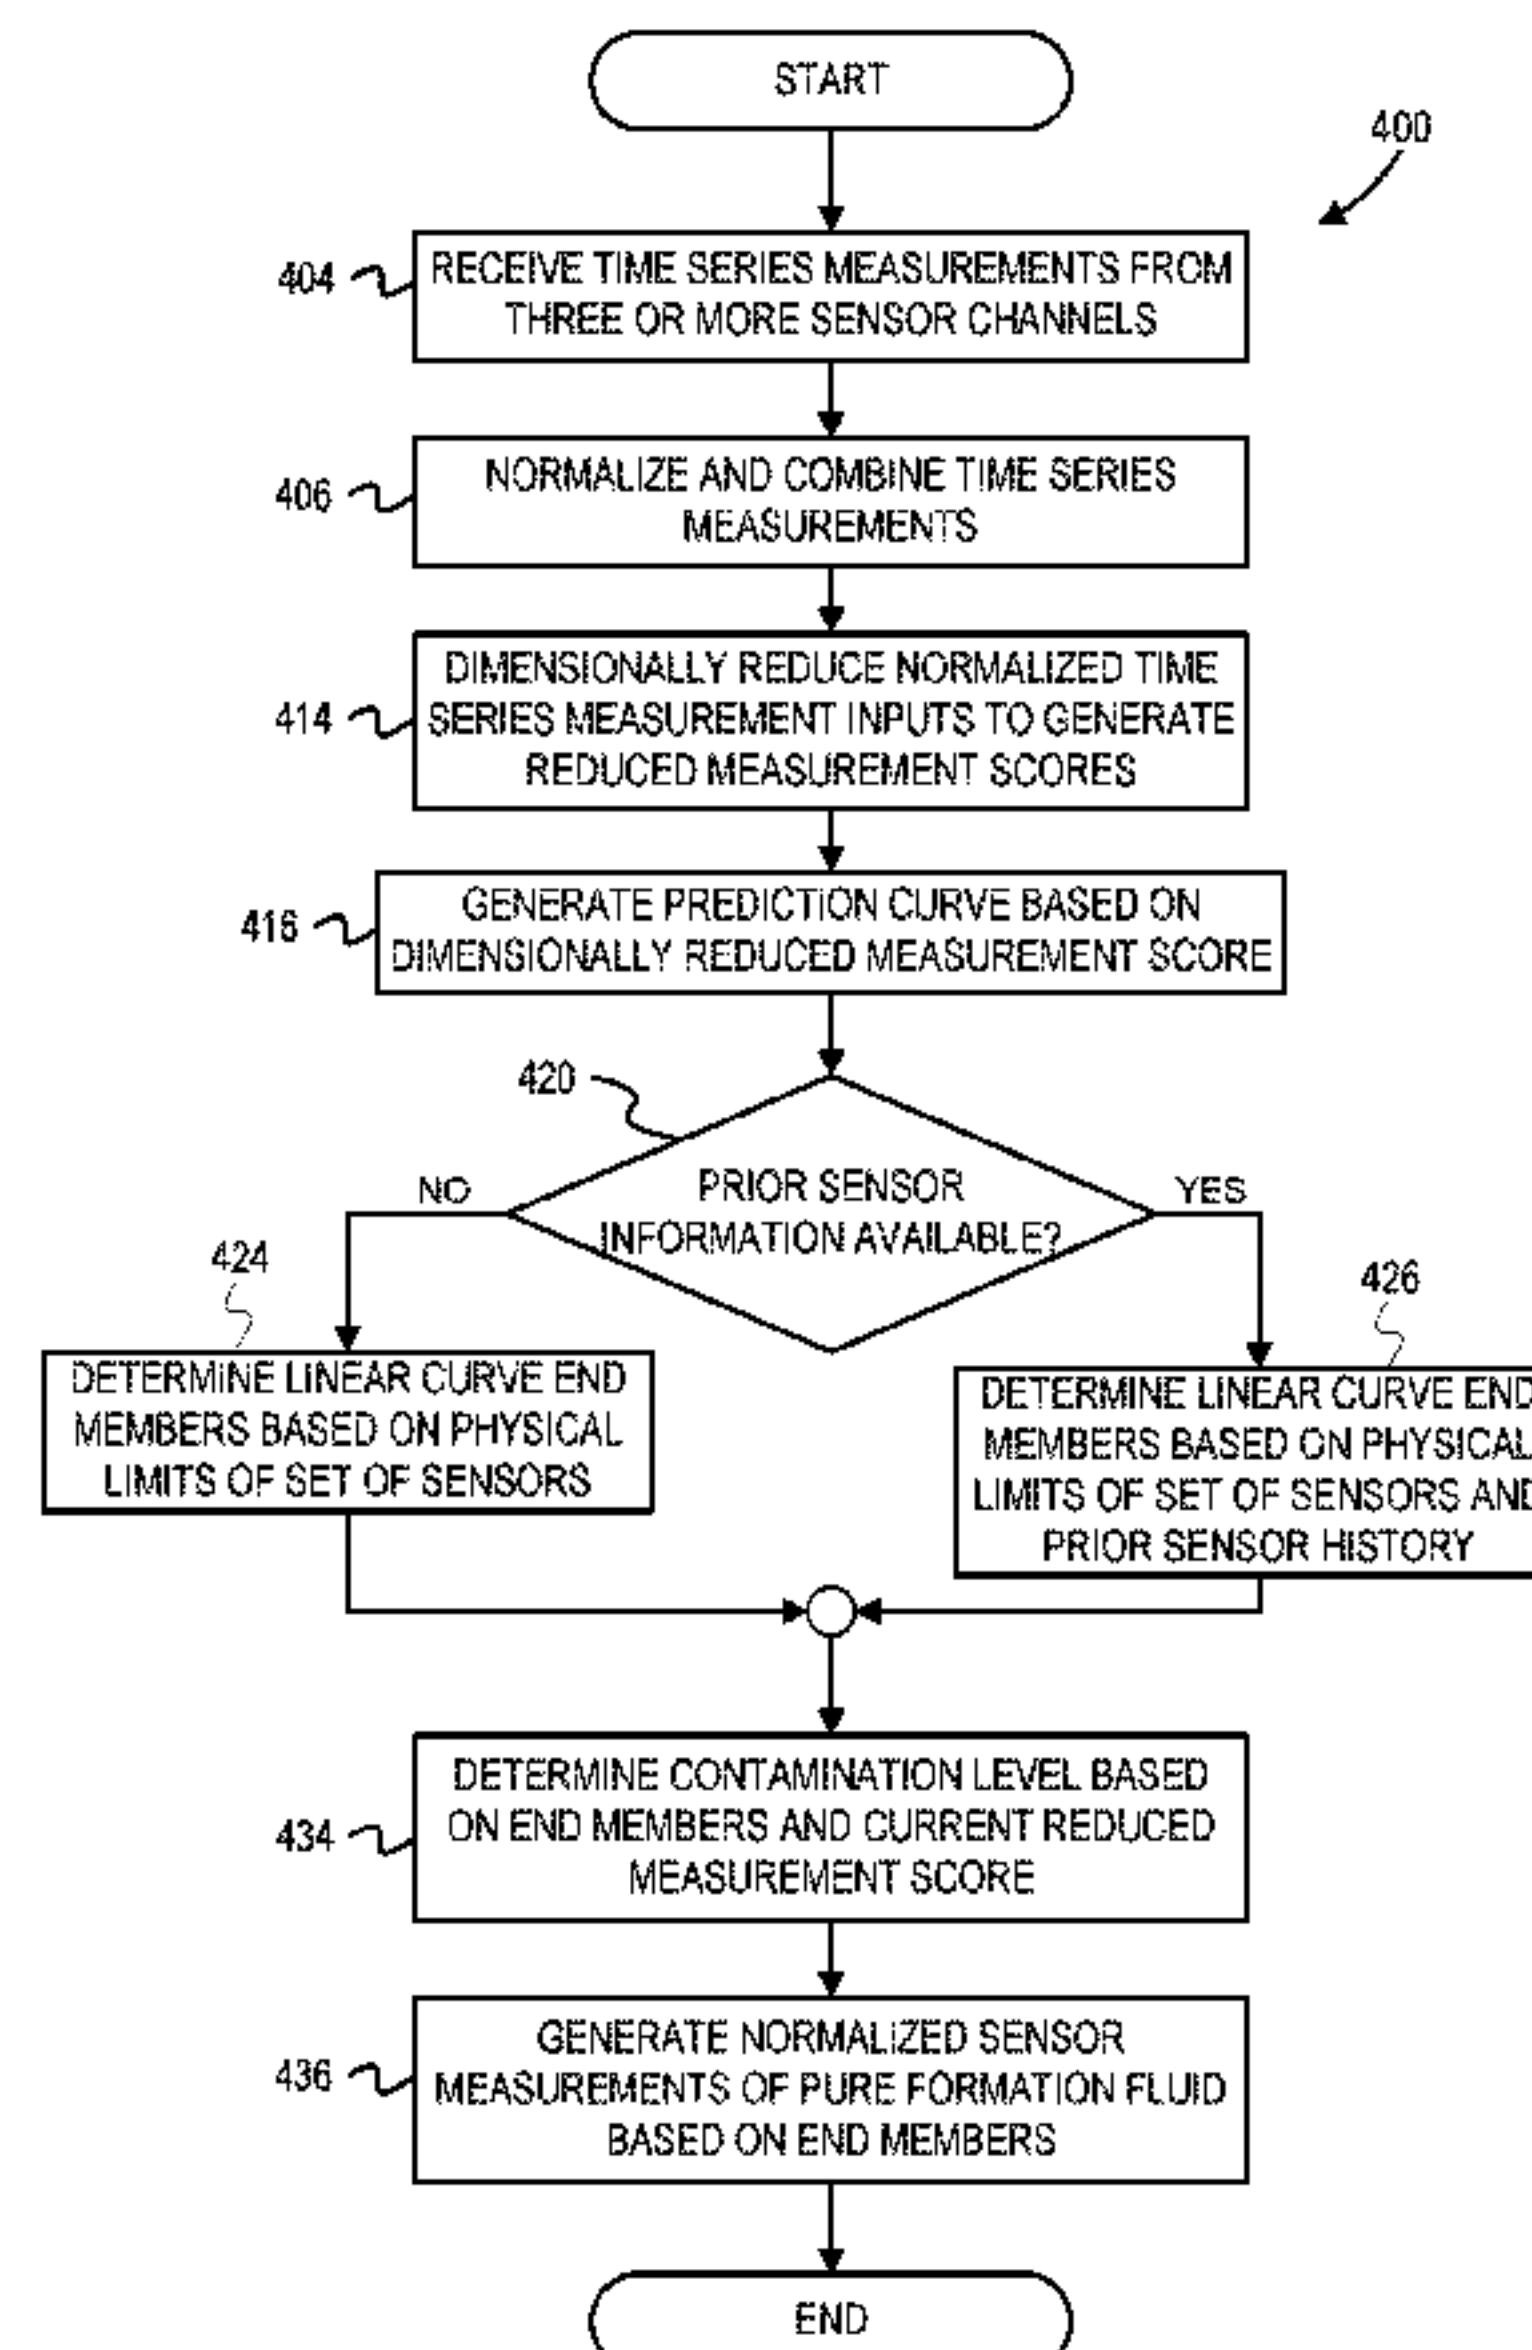 START
400
404
RECEIVE TIME SERIES MEASUREMENTS FROM
THREE OR MORE SENSOR CHANNELS
406
NORMALIZE AND COMBINE TIME SERIES
MEASUREMENTS
414
DIMENSIONALLY REDUCE NORMALIZED TIME
SERIES MEASUREMENT INPUTS TO GENERATE
REDUCED MEASUREMENT SCORES
416
GENERATE PREDICTION CURVE BASED ON
DIMENSIONALLY REDUCED MEASUREMENT SCORE
420
PRIOR SENSOR
INFORMATION AVAILABLE?
NO
YES
424
DETERMINE LINEAR CURVE END
MEMBERS BASED ON PHYSICAL
LIMITS OF SET OF SENSORS
426
DETERMINE LINEAR CURVE END
MEMBERS BASED ON PHYSICAL
LIMITS OF SET OF SENSORS AND
PRIOR SENSOR HISTORY
434
DETERMINE CONTAMINATION LEVEL BASED
ON END MEMBERS AND CURRENT REDUCED
MEASUREMENT SCORE
436
GENERATE NORMALIZED SENSOR
MEASUREMENTS OF PURE FORMATION FLUID
BASED ON END MEMBERS
END